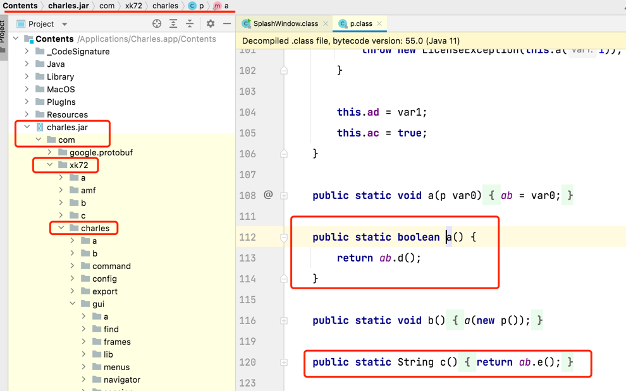 Contents
charles.jar
com
xk72
charles
p
a
Project
SplashWindow.class
p.class
Decompiled .class file, bytecode version: 55.0 (Java 11)
Contents /Applications/Charles.app/Contents
_CodeSignature
Java
Library
MacOS
PlugIns
Resources
charles.jar
com
google.protobuf
xk72
a
amf
b
c
charles
a
b
command
config
export
gui
a
find
frames
lib
menus
navigator
101 throw new LicenseException(this.a( 1));
102 }
103
104 this.ad = var1;
105 this.ac = true;
106 }
107
108 @ public static void a(p var0) { ab = var0; }
111
112 public static boolean a() {
113 return ab.d();
114 }
115
116 public static void b() { a(new p()); }
119
120 public static String c() { return ab.e(); }
123